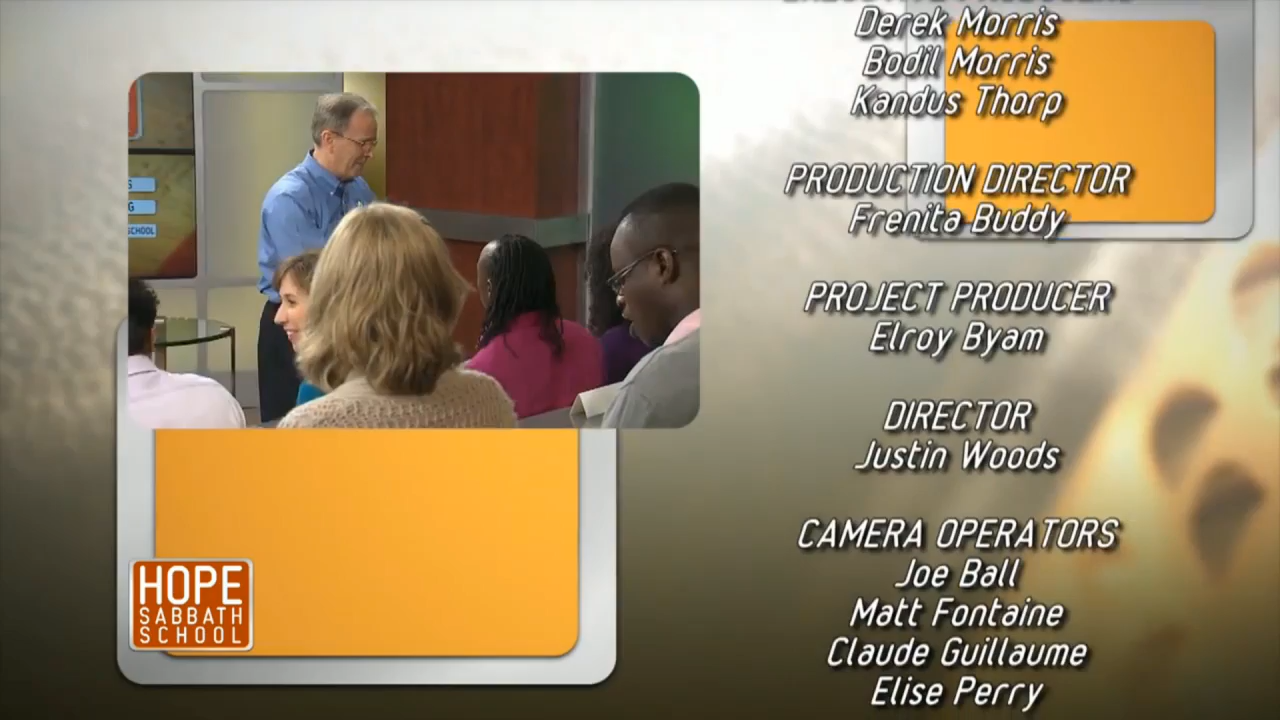 Derek Morris
Bodil Morris
Kandus Thorp
PRODUCTION DIRECTOR
Frenita Buddy
PROJECT PRODUCER
Elroy Byam
DIRECTOR
Justin Woods
CAMERA OPERATORS
Joe Ball
Matt Fontaine
Claude Guillaume
Elise Perry
SCHOOL
HOPE
SABBATH
SCHOOL